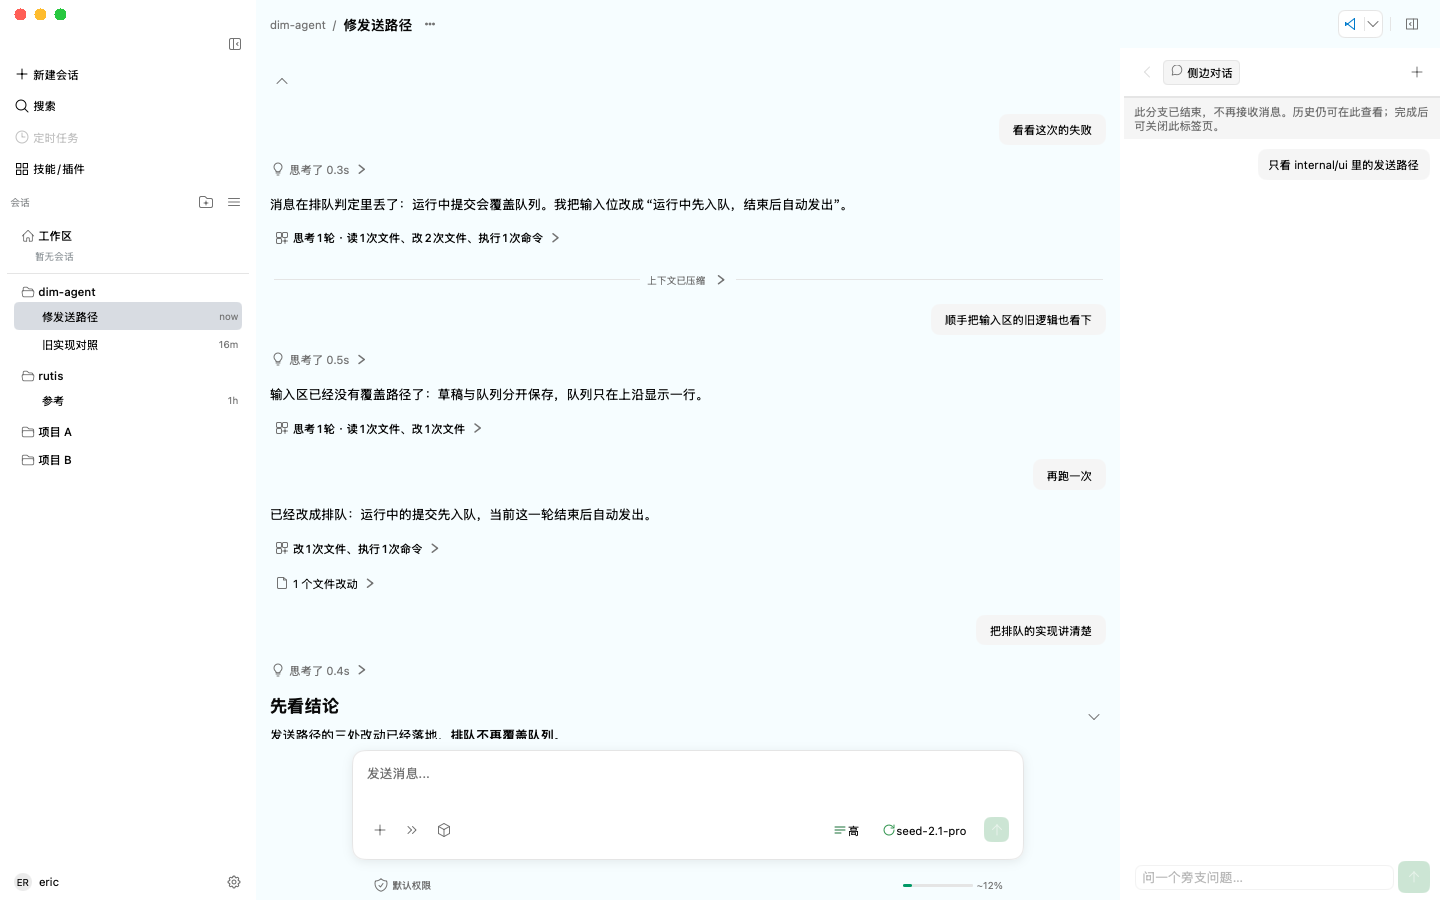 dim-agent / 修发送路径 ···
新建会话
搜索
定时任务
技能/插件
会话
工作区
暂无会话
dim-agent
修发送路径 now
旧实现对照 16m
rutis
参考 1h
项目 A
项目 B
ER eric
看看这次的失败
思考了 0.3s
消息在排队判定里丢了：运行中提交会覆盖队列。我把输入位改成 “运行中先入队，结束后自动发出”。
思考 1 轮 · 读 1 次文件、改 2 次文件、执行 1 次命令
上下文已压缩
顺手把输入区的旧逻辑也看下
思考了 0.5s
输入区已经没有覆盖路径了：草稿与队列分开保存，队列只在上沿显示一行。
思考 1 轮 · 读 1 次文件、改 1 次文件
再跑一次
已经改成排队：运行中的提交先入队，当前这一轮结束后自动发出。
改 1 次文件、执行 1 次命令
1 个文件改动
把排队的实现讲清楚
思考了 0.4s
先看结论
发送路径的三处改动已经落地，排队不再覆盖队列。
发送消息...
高 seed-2.1-pro
默认权限 ~12%
侧边对话
此分支已结束，不再接收消息。历史仍可在此查看；完成后
可关闭此标签页。
只看 internal/ui 里的发送路径
问一个旁支问题...